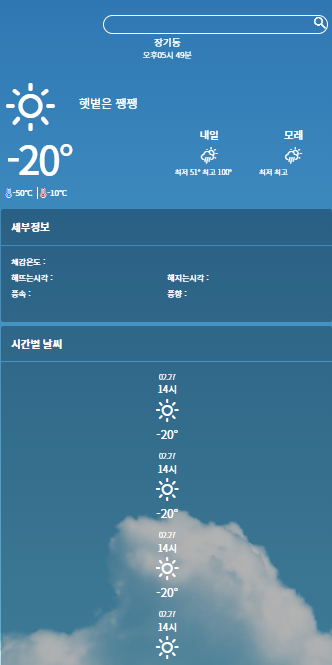 장기동
오후05시 49분
햇볕은 쨍쨍
-20°
-50°C | -10°C
내일
최저 51° 최고 100°
모레
최저 최고
세부정보
체감온도 :
해뜨는시각 :
해지는시각 :
풍속 :
풍향 :
시간별 날씨
02.27
14시
-20°
02.27
14시
-20°
02.27
14시
-20°
02.27
14시